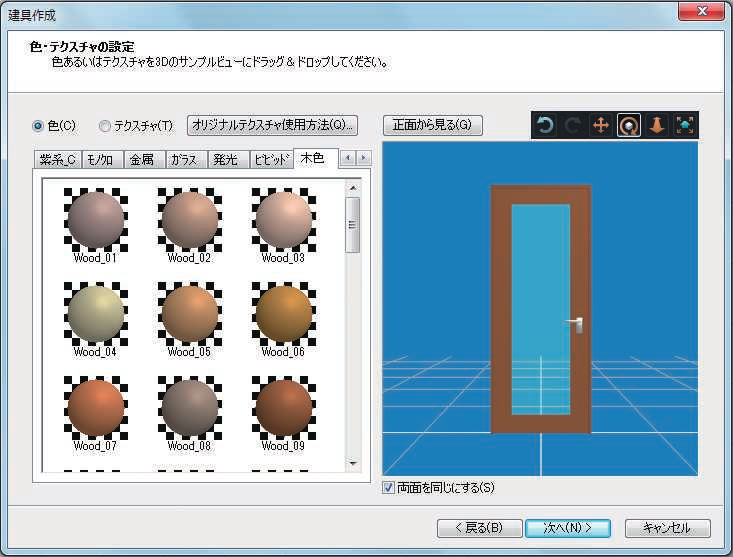 建具作成
色・テクスチャの設定
色あるいはテクスチャを3Dのサンプルビューにドラッグ＆ドロップしてください。
色(C) テクスチャ(T) オリジナルテクスチャ使用方法(Q)... 正面から見る(G)
紫系_C モノクロ 金属 ガラス 発光 ビビッド 木色
Wood_01 Wood_02 Wood_03
Wood_04 Wood_05 Wood_06
Wood_07 Wood_08 Wood_09
両面を同じにする(S)
< 戻る(B) 次へ(N) > キャンセル